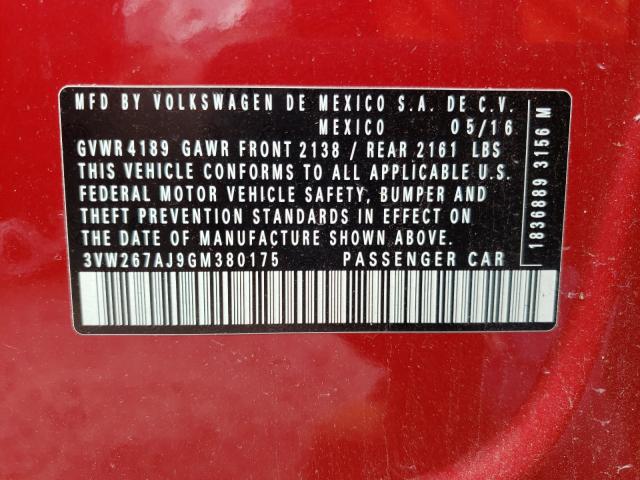 MFD BY VOLKSWAGEN DE MEXICO S.A. DE C.V.
MEXICO 05/16
GVWR 4189 GAWR FRONT 2138 / REAR 2161 LBS
THIS VEHICLE CONFORMS TO ALL APPLICABLE U.S.
FEDERAL MOTOR VEHICLE SAFETY, BUMPER AND
THEFT PREVENTION STANDARDS IN EFFECT ON
THE DATE OF MANUFACTURE SHOWN ABOVE.
3VW267AJ9GM380175 PASSENGER CAR
1836889 3156 M